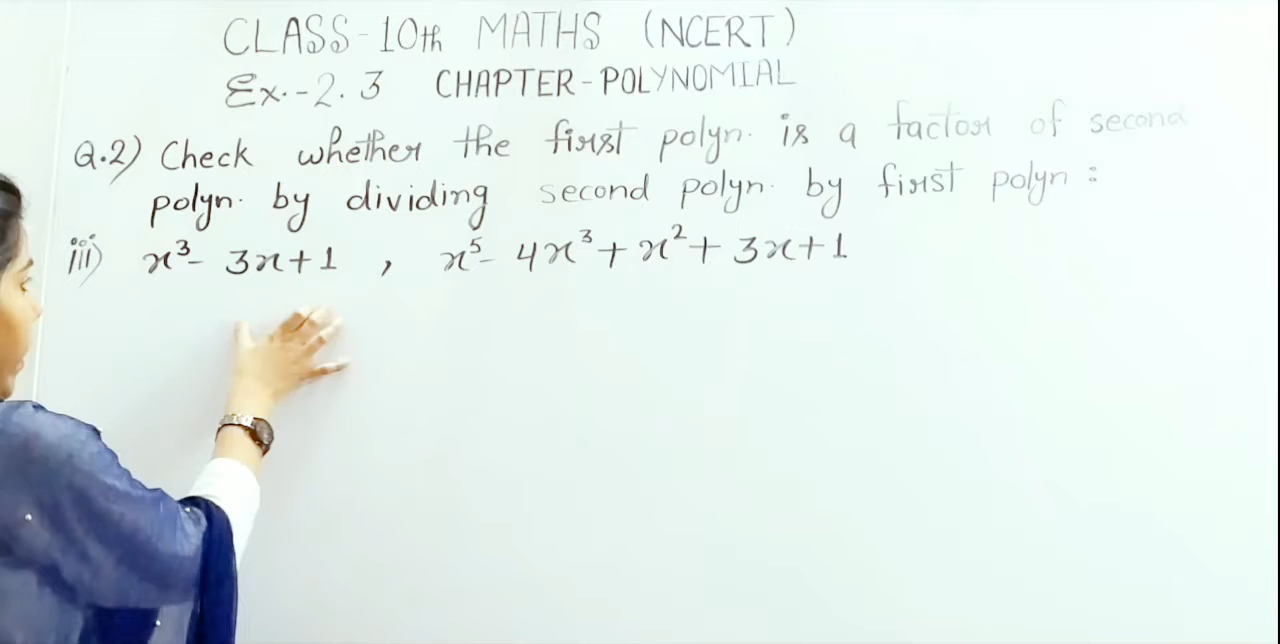 CLASS-10th MATHS (NCERT)
Ex.-2.3 CHAPTER-POLYNOMIAL
Q.2) Check whether the first polyn. is a factor of second
polyn. by dividing second polyn. by first polyn:
iii) x³- 3x+1 , x⁵- 4x³+x²+3x+1